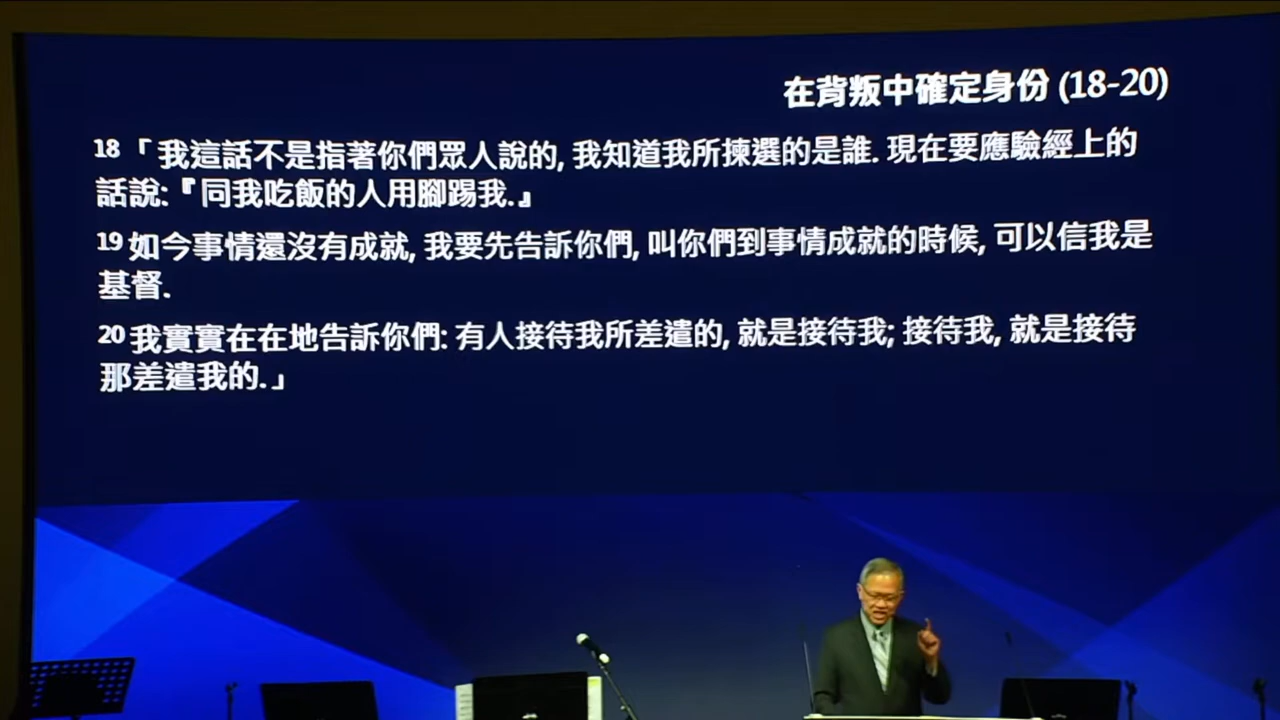 在背叛中確定身份 (18-20)
18「我這話不是指著你們眾人說的, 我知道我所揀選的是誰. 現在要應驗經上的
話說:『同我吃飯的人用腳踢我.』
19 如今事情還沒有成就, 我要先告訴你們, 叫你們到事情成就的時候, 可以信我是
基督.
20 我實實在在地告訴你們: 有人接待我所差遣的, 就是接待我; 接待我, 就是接待
那差遣我的.」